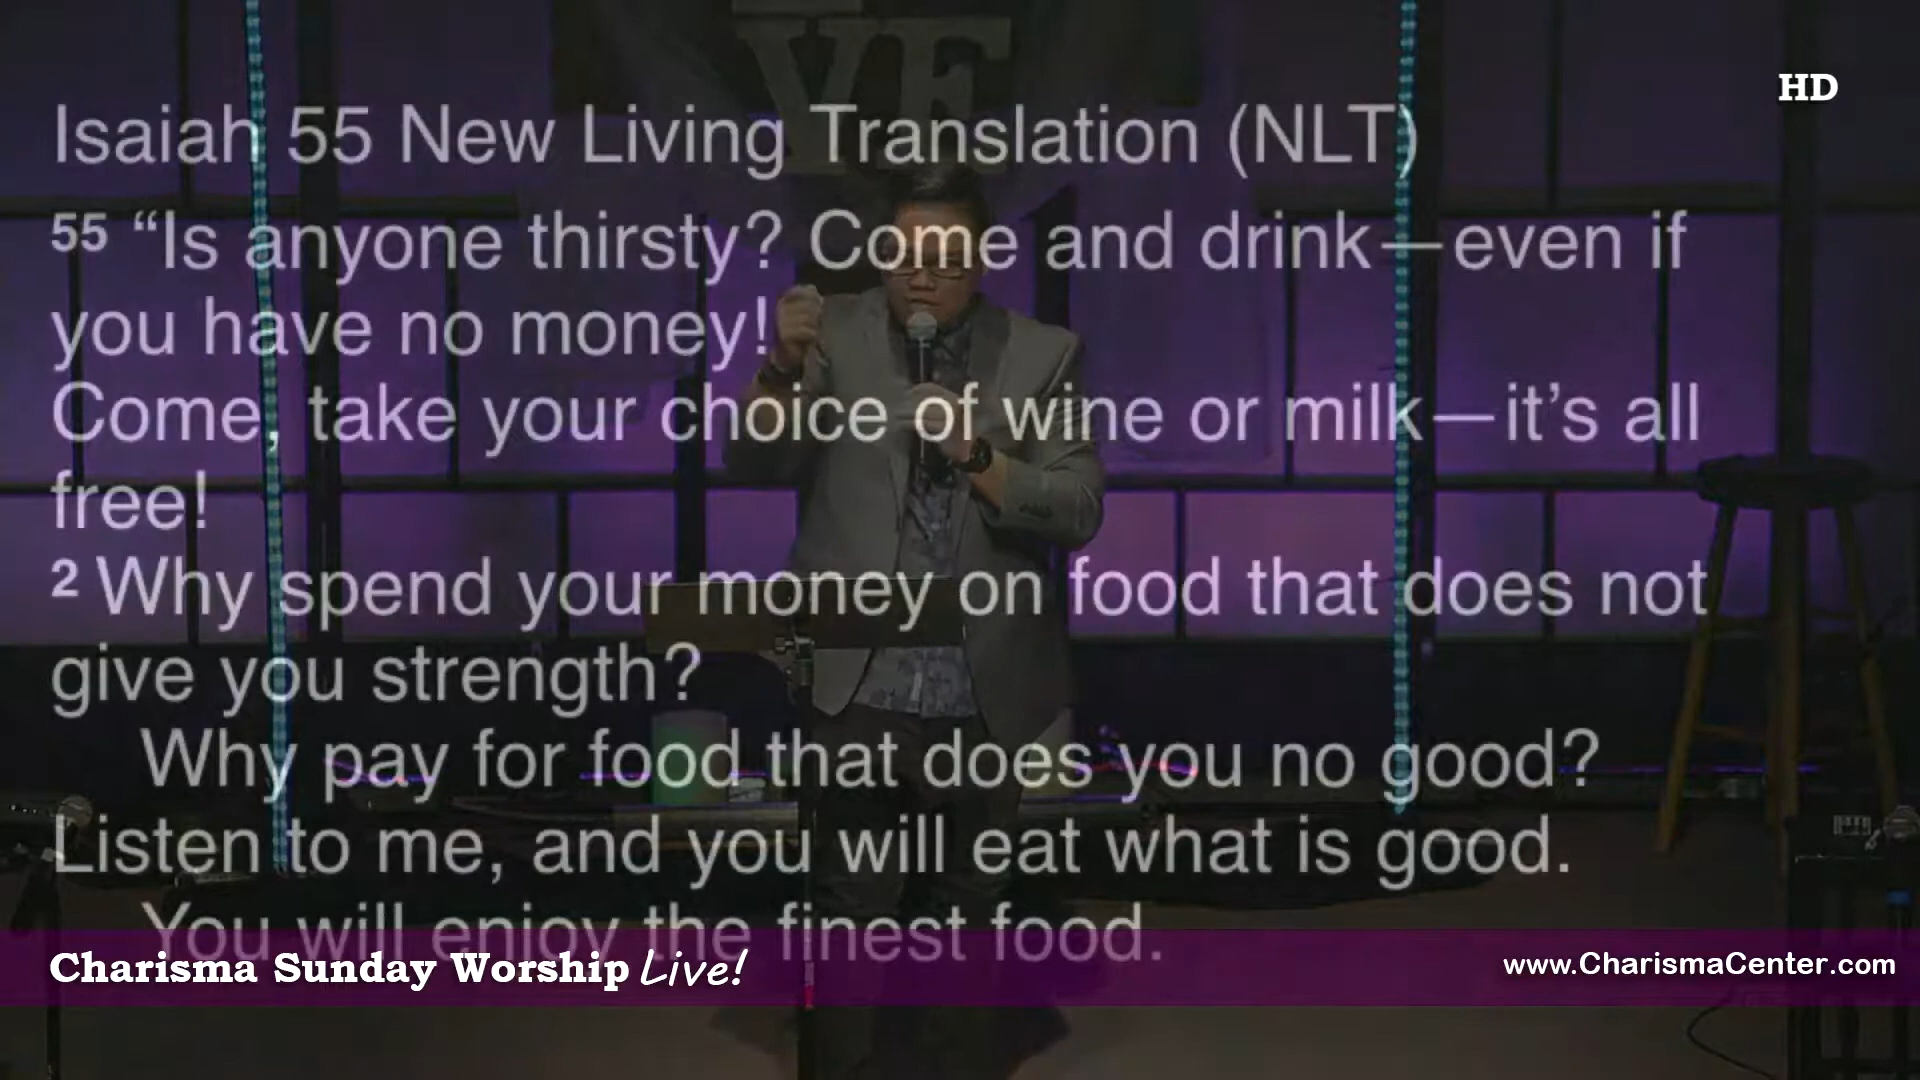 VE
HD
Isaiah 55 New Living Translation (NLT)
55 “Is anyone thirsty? Come and drink—even if
you have no money!
Come, take your choice of wine or milk—it’s all
free!
2 Why spend your money on food that does not
give you strength?
Why pay for food that does you no good?
Listen to me, and you will eat what is good.
You will enjoy the finest food.
Charisma Sunday Worship Live!
www.CharismaCenter.com